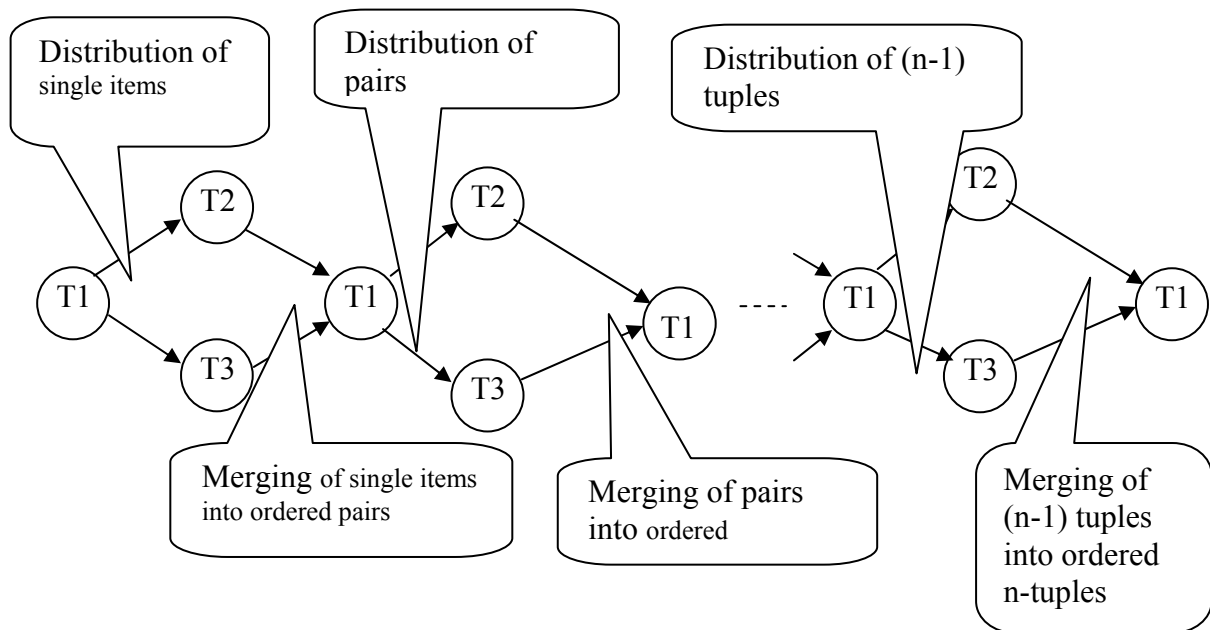 Distribution of
single items
Distribution of
pairs
Distribution of (n-1)
tuples
T2
T2
T2
T1
T1
T1
----
T1
T1
T3
T3
T3
Merging of single items
into ordered pairs
Merging of pairs
into ordered
Merging of
(n-1) tuples
into ordered
n-tuples